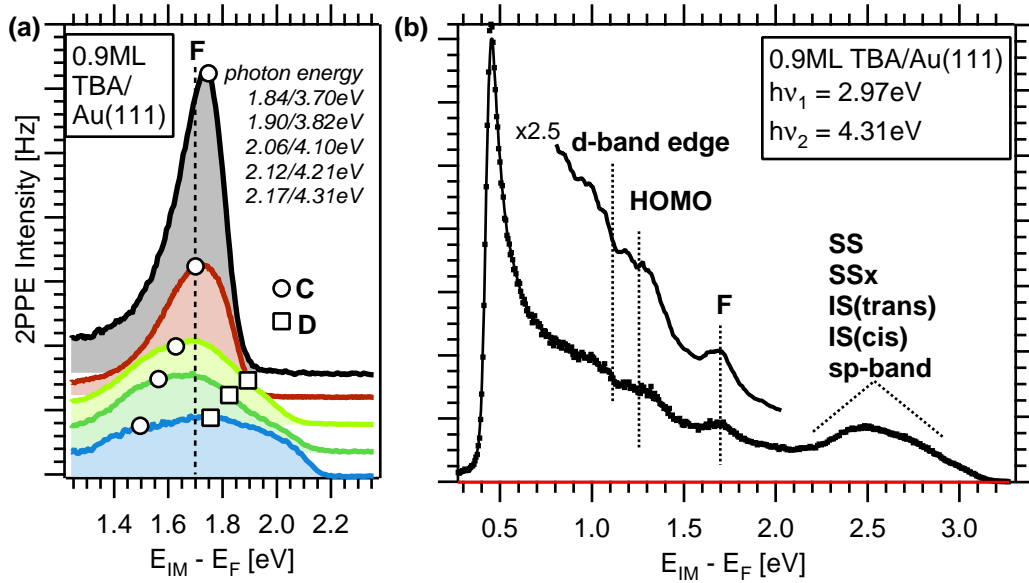 (a)
0.9ML
TBA/
Au(111)
F
photon energy
1.84/3.70eV
1.90/3.82eV
2.06/4.10eV
2.12/4.21eV
2.17/4.31eV
C
D
2PPE Intensity [Hz]
1.4 1.6 1.8 2.0 2.2
E_IM - E_F [eV]
(b)
0.9ML TBA/Au(111)
hν₁ = 2.97eV
hν₂ = 4.31eV
x2.5
d-band edge
HOMO
F
SS
SSx
IS(trans)
IS(cis)
sp-band
0.5 1.0 1.5 2.0 2.5 3.0
E_IM - E_F [eV]